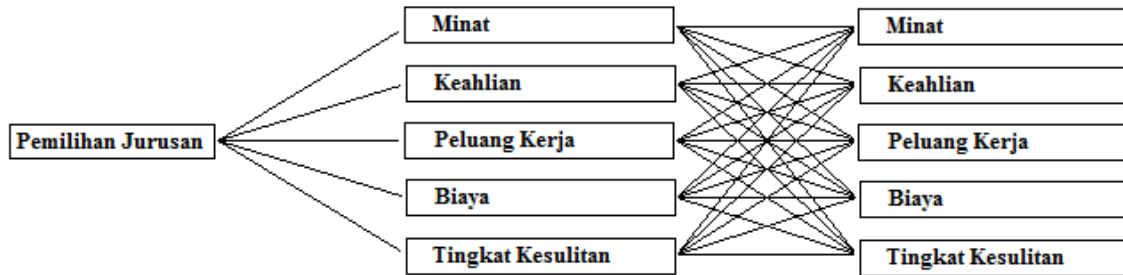 Minat
Minat
Keahlian
Keahlian
Pemilihan Jurusan
Peluang Kerja
Peluang Kerja
Biaya
Biaya
Tingkat Kesulitan
Tingkat Kesulitan